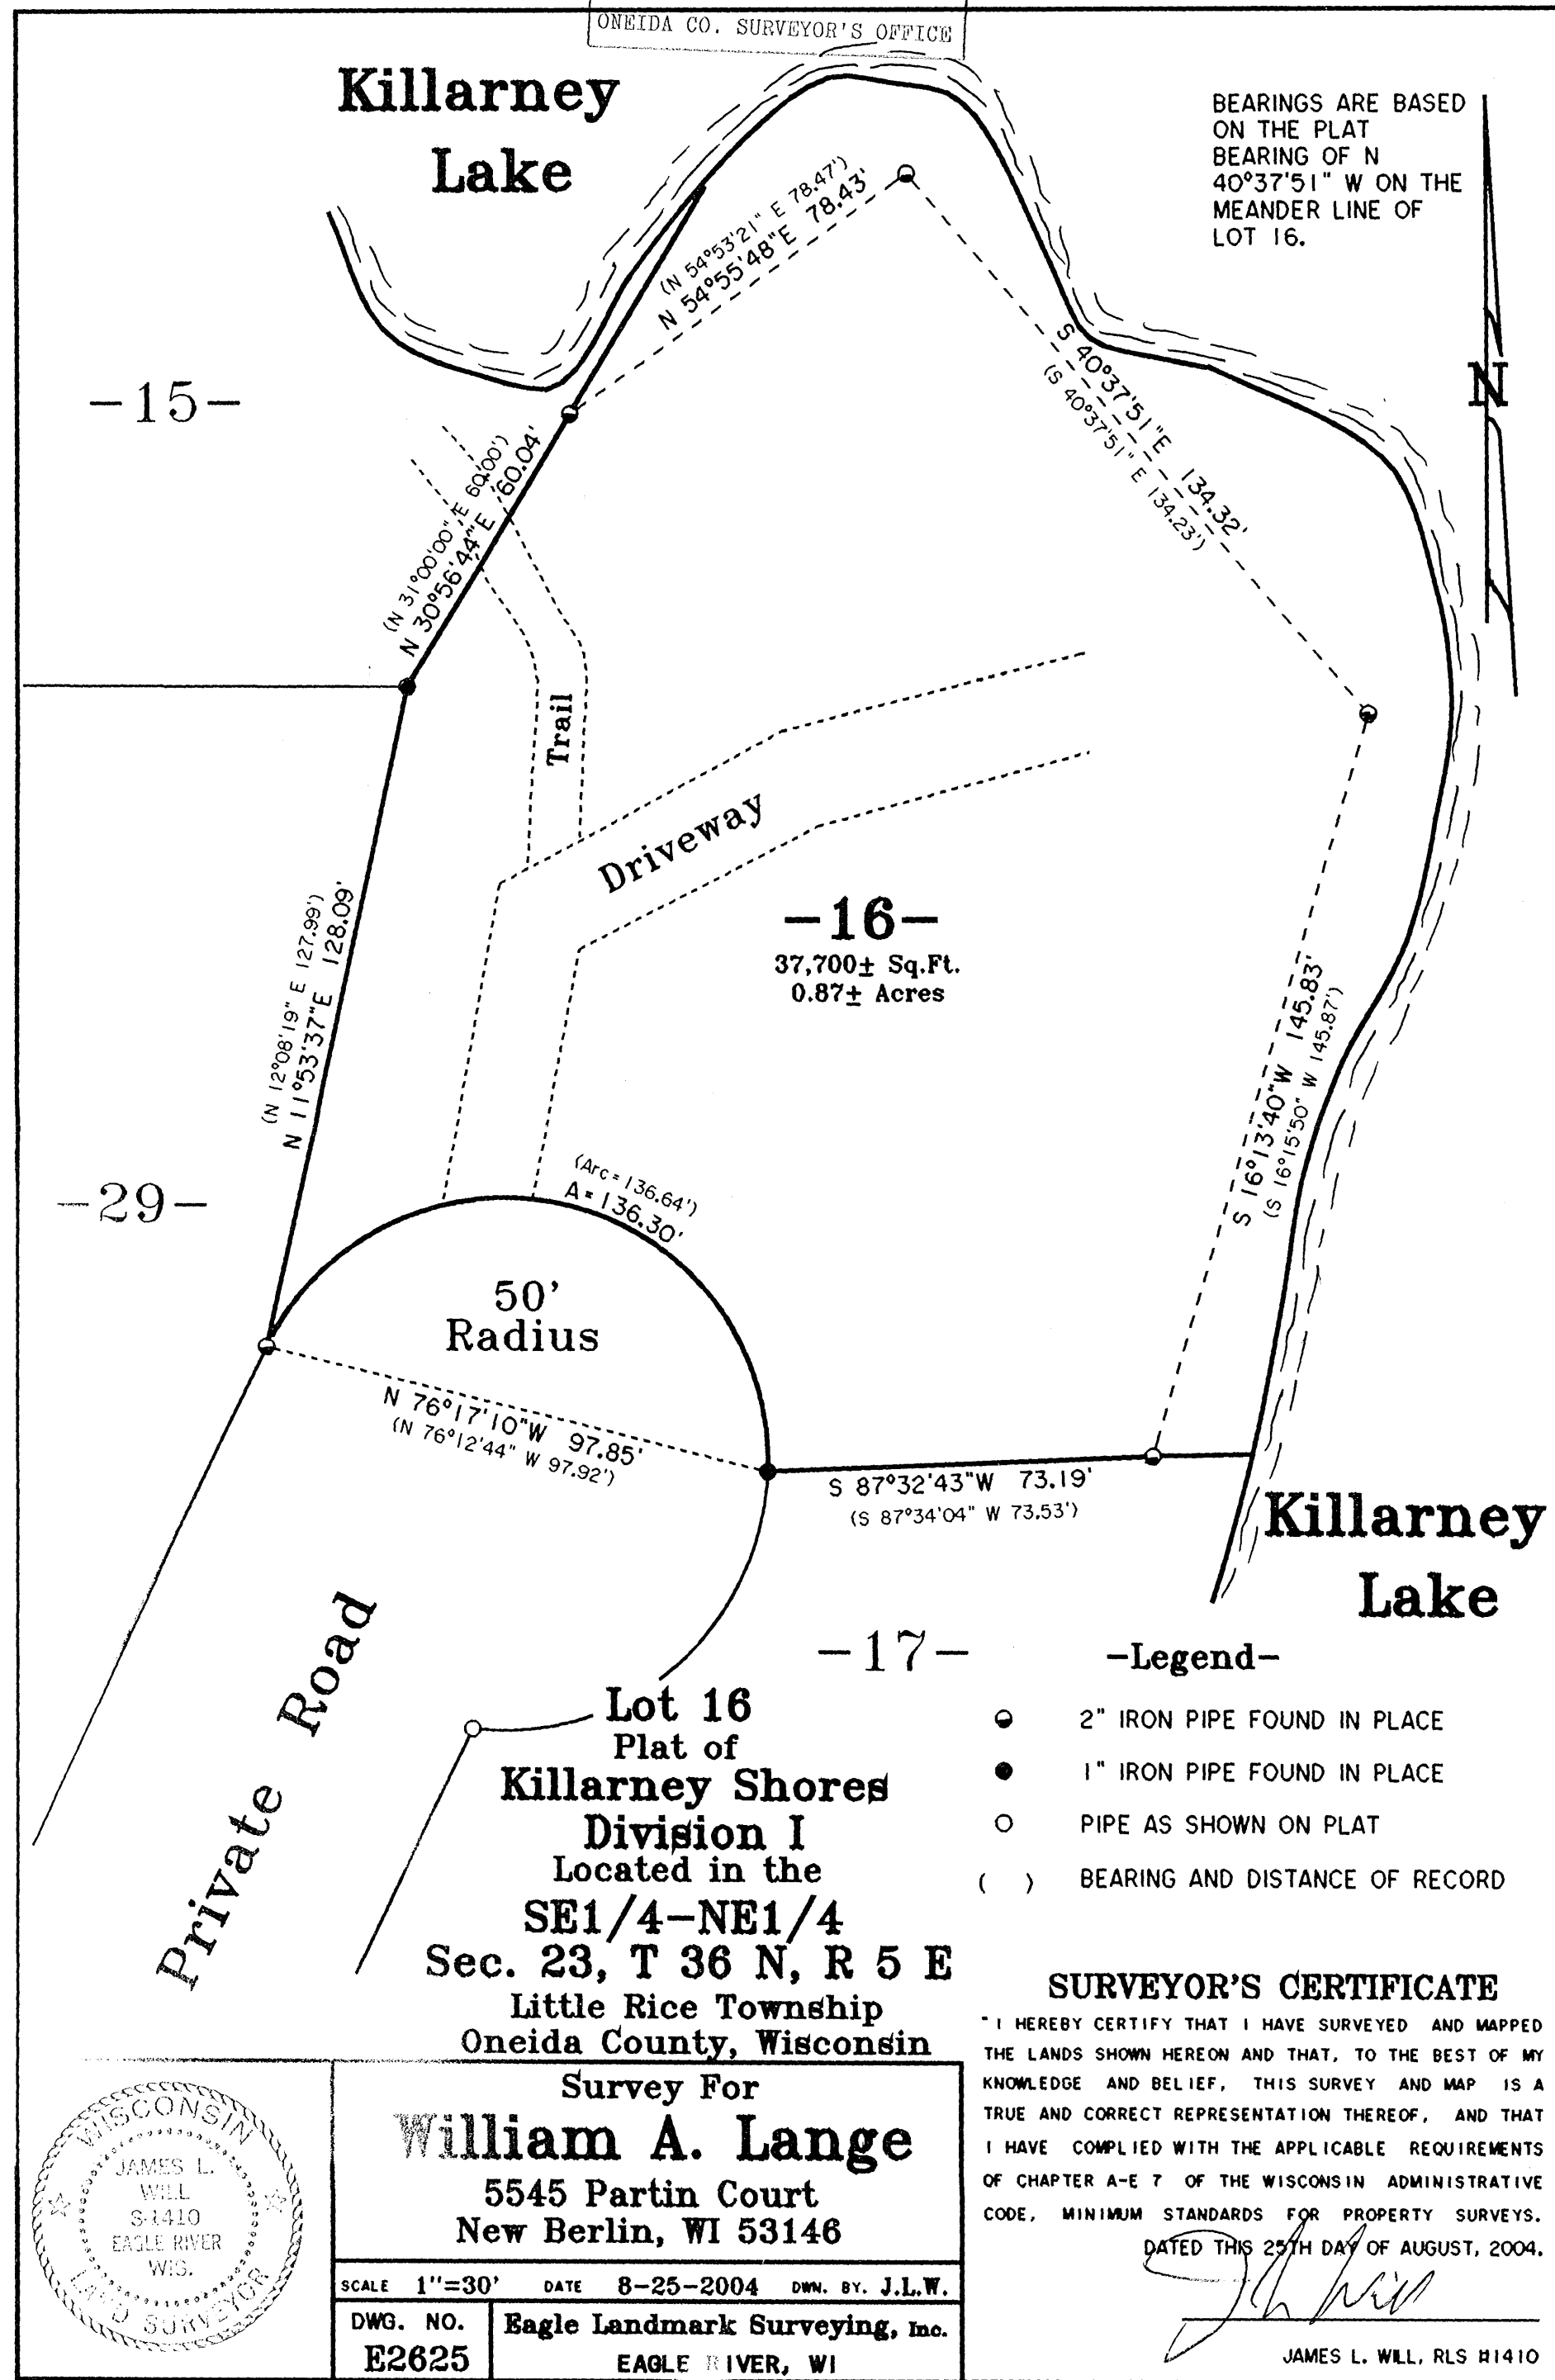 ONEIDA CO. SURVEYOR'S OFFICE
Killarney
Lake
BEARINGS ARE BASED
ON THE PLAT
BEARING OF N
40°37'51" W ON THE
MEANDER LINE OF
LOT 16.
N
(N 54°53'21" E 78.47')
N 54°55'48"E 78.43'
S 40°37'51"E 134.32'
(S 40°37'51" E 134.23')
-15-
(N 31°00'00" E 60.00')
N 30°56'44"E 60.04'
Trail
Driveway
-16-
37,700± Sq.Ft.
0.87± Acres
(N 12°08'19" E 127.99')
N 11°53'37"E 128.09'
S 16°13'40"W 145.83'
(S 16°15'50" W 145.87')
-29-
(Arc=136.64')
A=136.30'
50'
Radius
N 76°17'10"W 97.85'
(N 76°12'44" W 97.92')
S 87°32'43"W 73.19'
(S 87°34'04" W 73.53')
Killarney
Lake
Private Road
-17-
Lot 16
Plat of
Killarney Shores
Division I
Located in the
SE1/4-NE1/4
Sec. 23, T 36 N, R 5 E
Little Rice Township
Oneida County, Wisconsin
-Legend-
2" IRON PIPE FOUND IN PLACE
1" IRON PIPE FOUND IN PLACE
PIPE AS SHOWN ON PLAT
( ) BEARING AND DISTANCE OF RECORD
SURVEYOR'S CERTIFICATE
"I HEREBY CERTIFY THAT I HAVE SURVEYED AND MAPPED
THE LANDS SHOWN HEREON AND THAT, TO THE BEST OF MY
KNOWLEDGE AND BELIEF, THIS SURVEY AND MAP IS A
TRUE AND CORRECT REPRESENTATION THEREOF, AND THAT
I HAVE COMPLIED WITH THE APPLICABLE REQUIREMENTS
OF CHAPTER A-E 7 OF THE WISCONSIN ADMINISTRATIVE
CODE, MINIMUM STANDARDS FOR PROPERTY SURVEYS.
DATED THIS 25TH DAY OF AUGUST, 2004.
JAMES L. WILL, RLS #1410
WISCONSIN
JAMES L.
WILL
S-1410
EAGLE RIVER
WIS.
LAND SURVEYOR
Survey For
William A. Lange
5545 Partin Court
New Berlin, WI 53146
SCALE 1"=30' DATE 8-25-2004 DWN. BY. J.L.W.
DWG. NO.
E2625
Eagle Landmark Surveying, Inc.
EAGLE RIVER, WI